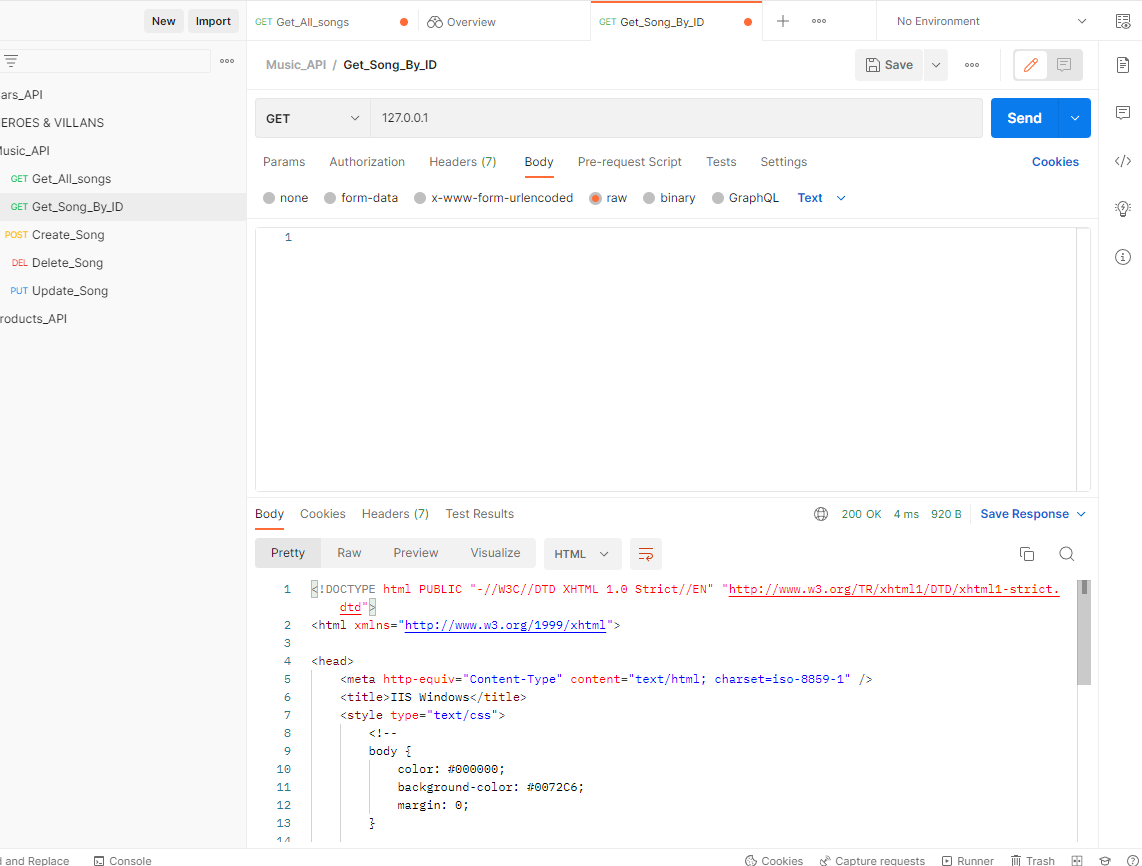 New Import GET Get_All_songs Overview GET Get_Song_By_ID No Environment
Music_API / Get_Song_By_ID Save
ars_API
EROES & VILLANS
Music_API
GET Get_All_songs
GET Get_Song_By_ID
POST Create_Song
DEL Delete_Song
PUT Update_Song
roducts_API
GET 127.0.0.1 Send
Params Authorization Headers (7) Body Pre-request Script Tests Settings Cookies
none form-data x-www-form-urlencoded raw binary GraphQL Text
1
Body Cookies Headers (7) Test Results 200 OK 4 ms 920 B Save Response
Pretty Raw Preview Visualize HTML
1 <!DOCTYPE html PUBLIC "-//W3C//DTD XHTML 1.0 Strict//EN" "http://www.w3.org/TR/xhtml1/DTD/xhtml1-strict.
dtd">
2 <html xmlns="http://www.w3.org/1999/xhtml">
3
4 <head>
5 <meta http-equiv="Content-Type" content="text/html; charset=iso-8859-1" />
6 <title>IIS Windows</title>
7 <style type="text/css">
8 <!--
9 body {
10 color: #000000;
11 background-color: #0072C6;
12 margin: 0;
13 }
14
d and Replace Console Cookies Capture requests Runner Trash